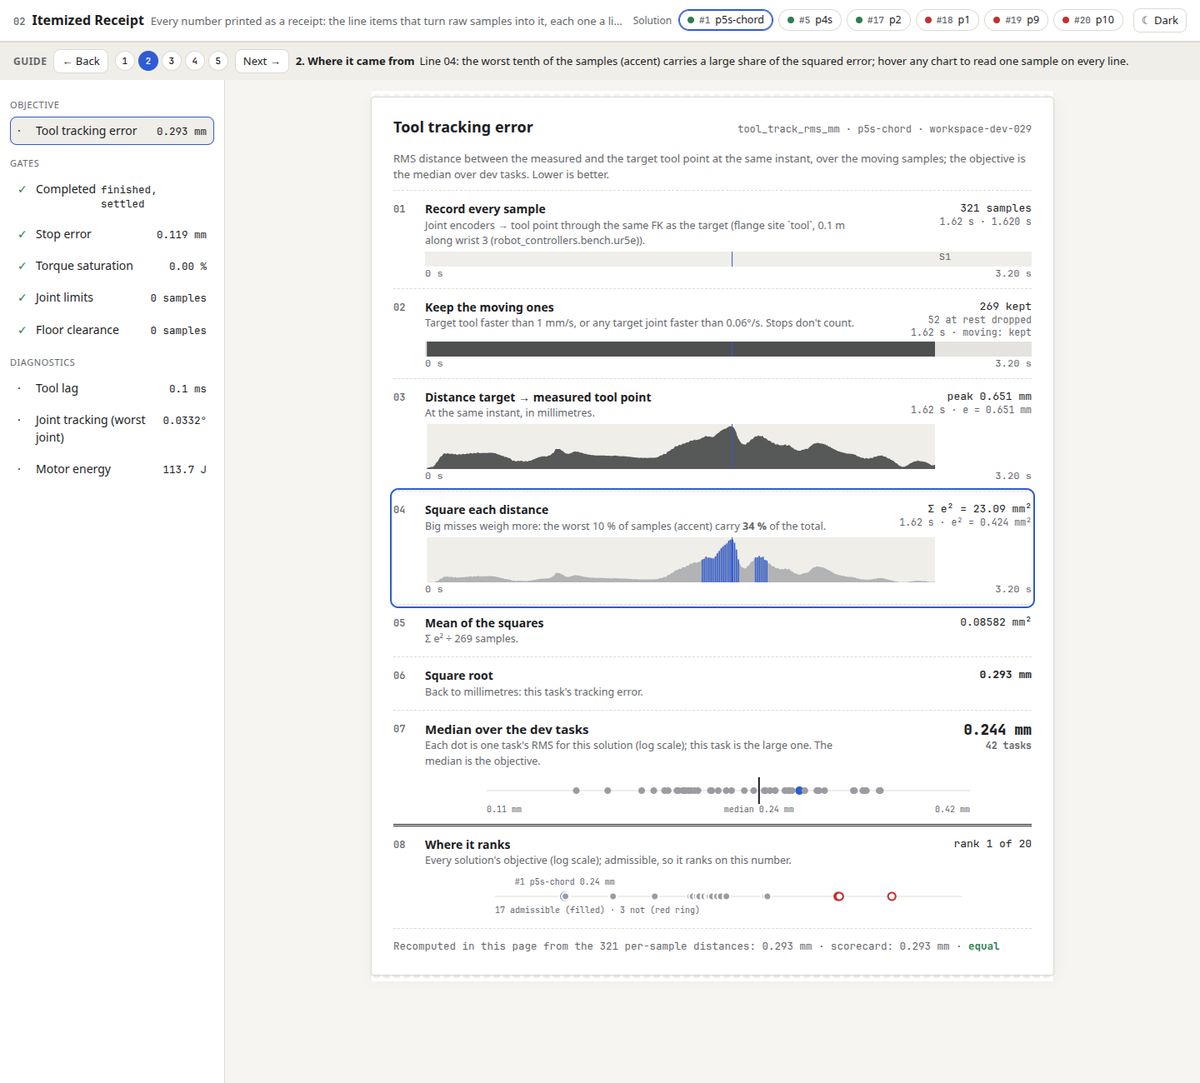 02 Itemized Receipt Every number printed as a receipt: the line items that turn raw samples into it, each one a li... Solution #1 p5s-chord #5 p4s #17 p2 #18 p1 #19 p9 #20 p10 ☾ Dark
GUIDE ← Back 1 2 3 4 5 Next → 2. Where it came from Line 04: the worst tenth of the samples (accent) carries a large share of the squared error; hover any chart to read one sample on every line.
OBJECTIVE
· Tool tracking error 0.293 mm
GATES
✓ Completed finished,
settled
✓ Stop error 0.119 mm
✓ Torque saturation 0.00 %
✓ Joint limits 0 samples
✓ Floor clearance 0 samples
DIAGNOSTICS
· Tool lag 0.1 ms
· Joint tracking (worst 0.0332°
joint)
· Motor energy 113.7 J
Tool tracking error tool_track_rms_mm · p5s-chord · workspace-dev-029
RMS distance between the measured and the target tool point at the same instant, over the moving samples; the objective is
the median over dev tasks. Lower is better.
01 Record every sample 321 samples
1.62 s · 1.620 s
Joint encoders → tool point through the same FK as the target (flange site `tool`, 0.1 m
along wrist 3 (robot_controllers.bench.ur5e)).
S1
0 s 3.20 s
02 Keep the moving ones 269 kept
Target tool faster than 1 mm/s, or any target joint faster than 0.06°/s. Stops don't count. 52 at rest dropped
1.62 s · moving: kept
0 s 3.20 s
03 Distance target → measured tool point peak 0.651 mm
At the same instant, in millimetres. 1.62 s · e = 0.651 mm
0 s 3.20 s
04 Square each distance Σ e² = 23.09 mm²
Big misses weigh more: the worst 10 % of samples (accent) carry 34 % of the total. 1.62 s · e² = 0.424 mm²
0 s 3.20 s
05 Mean of the squares 0.08582 mm²
Σ e² ÷ 269 samples.
06 Square root 0.293 mm
Back to millimetres: this task's tracking error.
07 Median over the dev tasks 0.244 mm
Each dot is one task's RMS for this solution (log scale); this task is the large one. The 42 tasks
median is the objective.
0.11 mm median 0.24 mm 0.42 mm
08 Where it ranks rank 1 of 20
Every solution's objective (log scale); admissible, so it ranks on this number.
#1 p5s-chord 0.24 mm
17 admissible (filled) · 3 not (red ring)
Recomputed in this page from the 321 per-sample distances: 0.293 mm · scorecard: 0.293 mm · equal